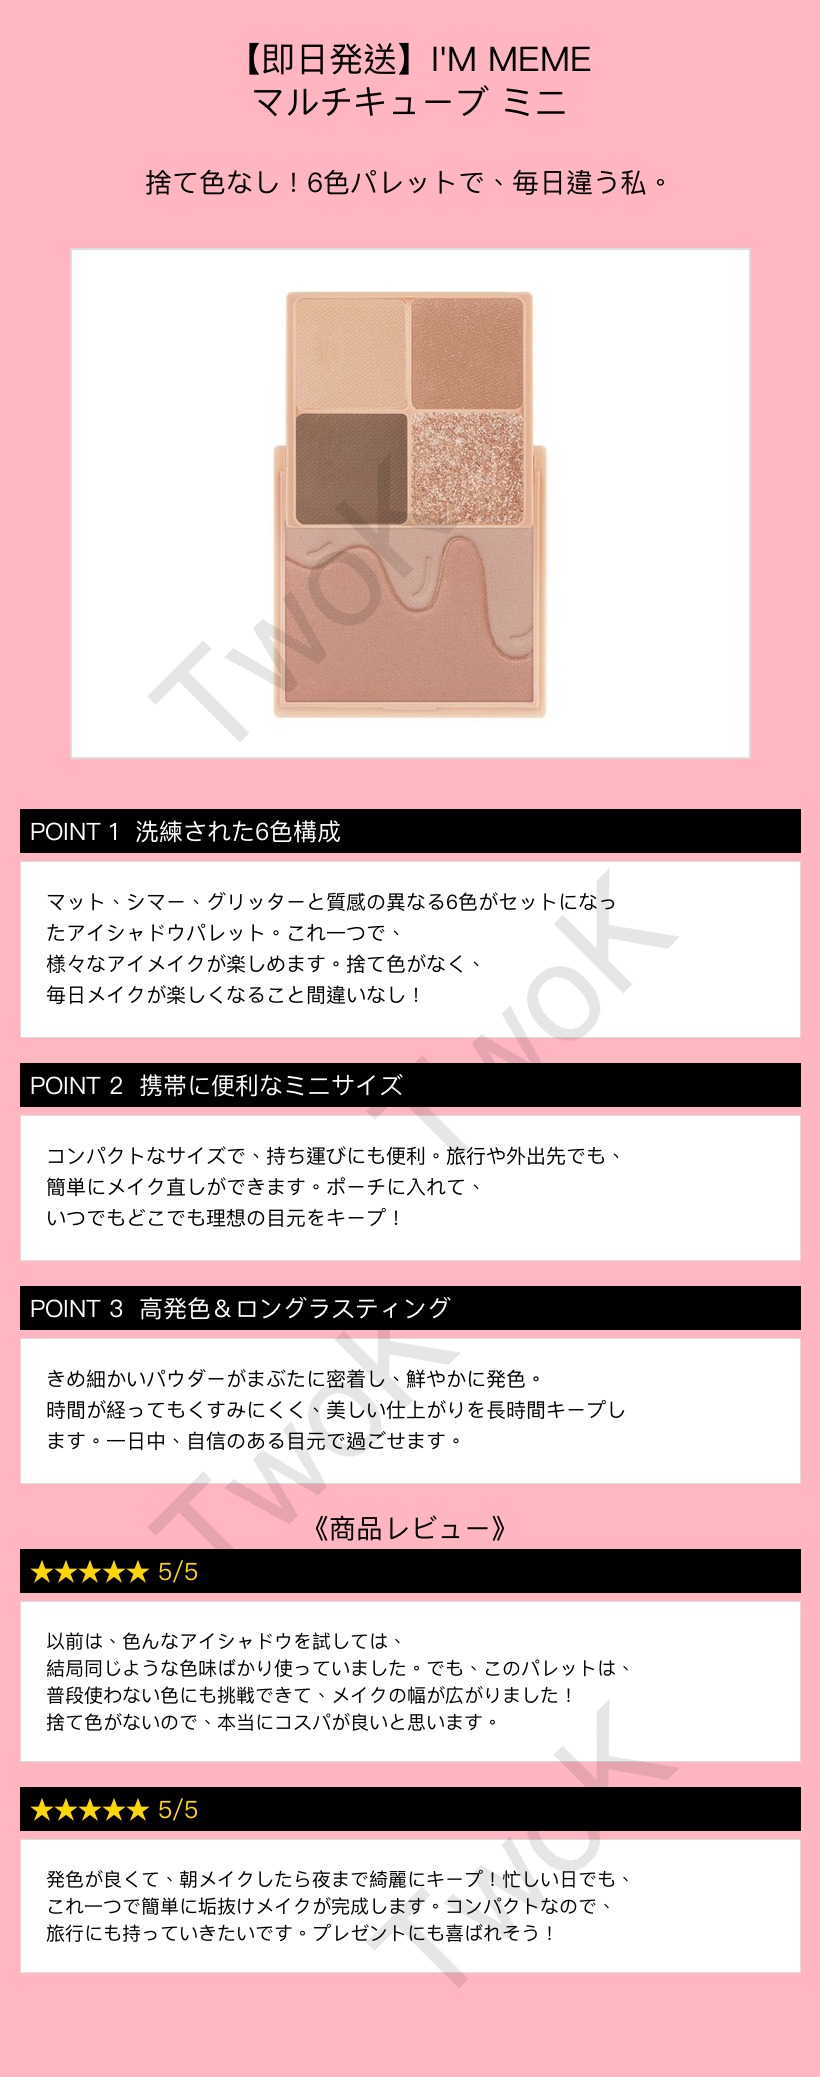 【即日発送】I'M MEME
マルチキューブ ミニ
捨て色なし！6色パレットで、毎日違う私。
TwoK
POINT 1 洗練された6色構成
マット、シマー、グリッターと質感の異なる6色がセットになっ
たアイシャドウパレット。これ一つで、
様々なアイメイクが楽しめます。捨て色がなく、
毎日メイクが楽しくなること間違いなし！
TwoK
POINT 2 携帯に便利なミニサイズ
コンパクトなサイズで、持ち運びにも便利。旅行や外出先でも、
簡単にメイク直しができます。ポーチに入れて、
いつでもどこでも理想の目元をキープ！
POINT 3 高発色＆ロングラスティング
きめ細かいパウダーがまぶたに密着し、鮮やかに発色。
時間が経ってもくすみにくく、美しい仕上がりを長時間キープし
ます。一日中、自信のある目元で過ごせます。
TwoK
《商品レビュー》
★★★★★ 5/5
以前は、色んなアイシャドウを試しては、
結局同じような色味ばかり使っていました。でも、このパレットは、
普段使わない色にも挑戦できて、メイクの幅が広がりました！
捨て色がないので、本当にコスパが良いと思います。
★★★★★ 5/5
発色が良くて、朝メイクしたら夜まで綺麗にキープ！忙しい日でも、
これ一つで簡単に垢抜けメイクが完成します。コンパクトなので、
旅行にも持っていきたいです。プレゼントにも喜ばれそう！
TwoK